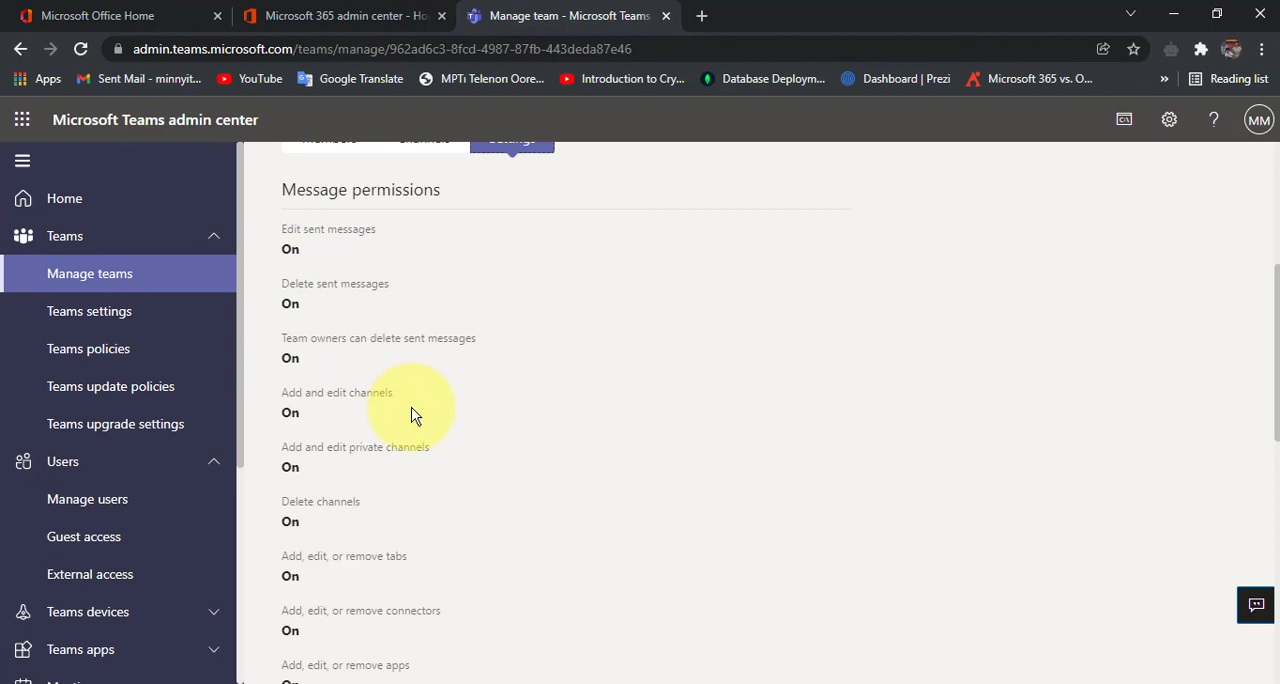 Microsoft Office Home
Microsoft 365 admin center - Ho
Manage team - Microsoft Teams
admin.teams.microsoft.com/teams/manage/962ad6c3-8fcd-4987-87fb-443deda87e46
Apps
Sent Mail - minnyit...
YouTube
Google Translate
MPTi Telenon Oore...
Introduction to Cry...
Database Deploym...
Dashboard | Prezi
Microsoft 365 vs. O...
»
Reading list
Microsoft Teams admin center
MM
Members
Channels
Settings
Home
Teams
Manage teams
Teams settings
Teams policies
Teams update policies
Teams upgrade settings
Users
Manage users
Guest access
External access
Teams devices
Teams apps
Message permissions
Edit sent messages
On
Delete sent messages
On
Team owners can delete sent messages
On
Add and edit channels
On
Add and edit private channels
On
Delete channels
On
Add, edit, or remove tabs
On
Add, edit, or remove connectors
On
Add, edit, or remove apps
On